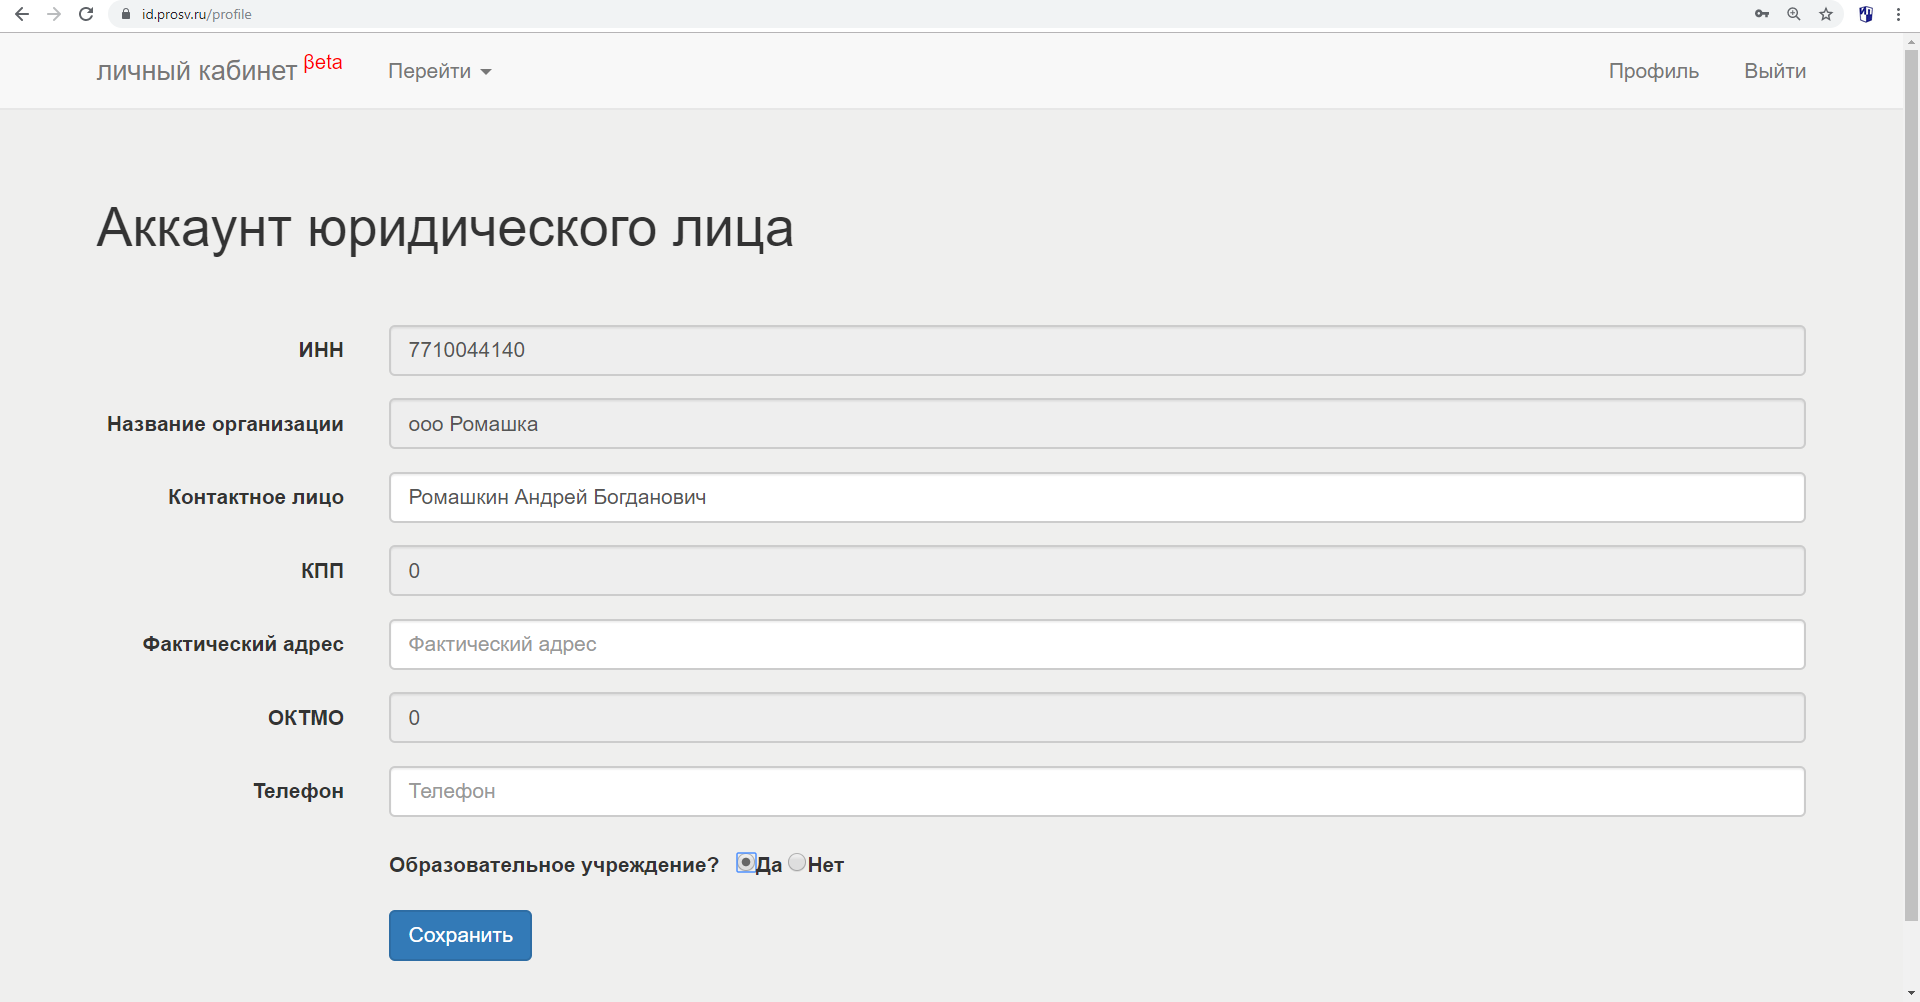 id.prosv.ru/profile
личный кабинет βeta Перейти Профиль Выйти
Аккаунт юридического лица
ИНН 7710044140
Название организации ооо Ромашка
Контактное лицо Ромашкин Андрей Богданович
КПП 0
Фактический адрес Фактический адрес
ОКТМО 0
Телефон Телефон
Образовательное учреждение? Да Нет
Сохранить